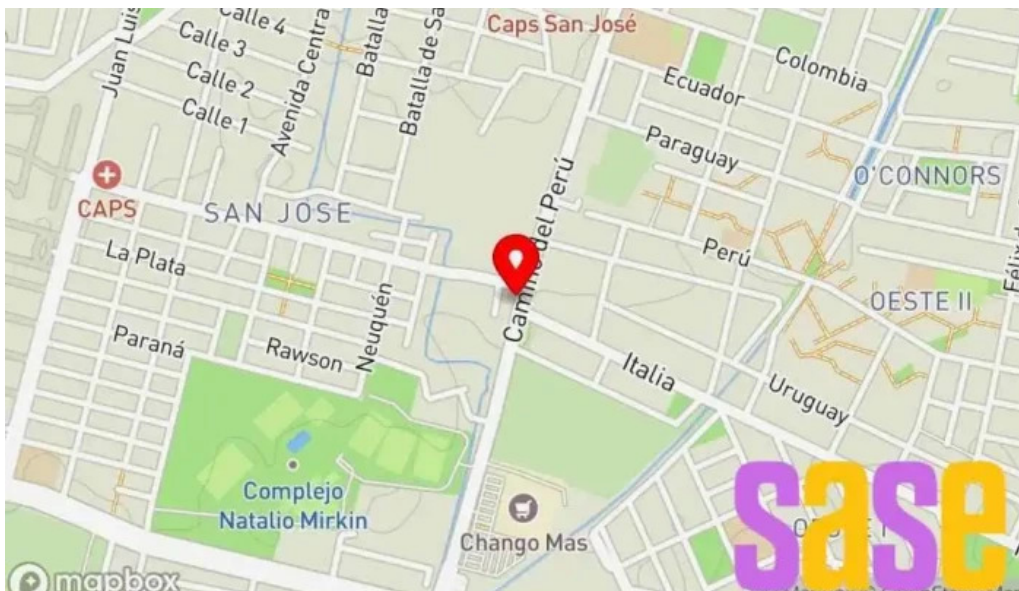 Calle 4
Caps San José
Calle 3
Colombia
Juan Luis
Avenida Centra
Batalla
Batalla de Sa
Calle 2
Ecuador
Calle 1
Paraguay
CAPS
O'CONNORS
SAN JOSE
Camino del Perú
La Plata
Perú
OESTE II
Neuquén
Paraná
Rawson
Italia
Uruguay
Complejo
Natalio Mirkin
Chango Mas
sase
mapbox